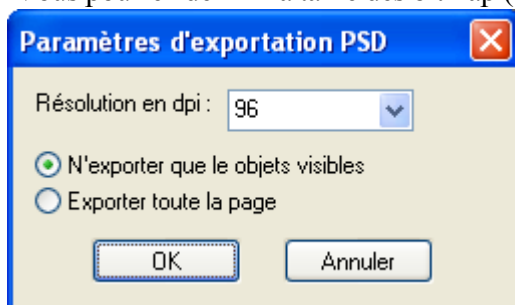 Paramètres d'exportation PSD
Résolution en dpi :
96
N'exporter que le objets visibles
Exporter toute la page
OK
Annuler